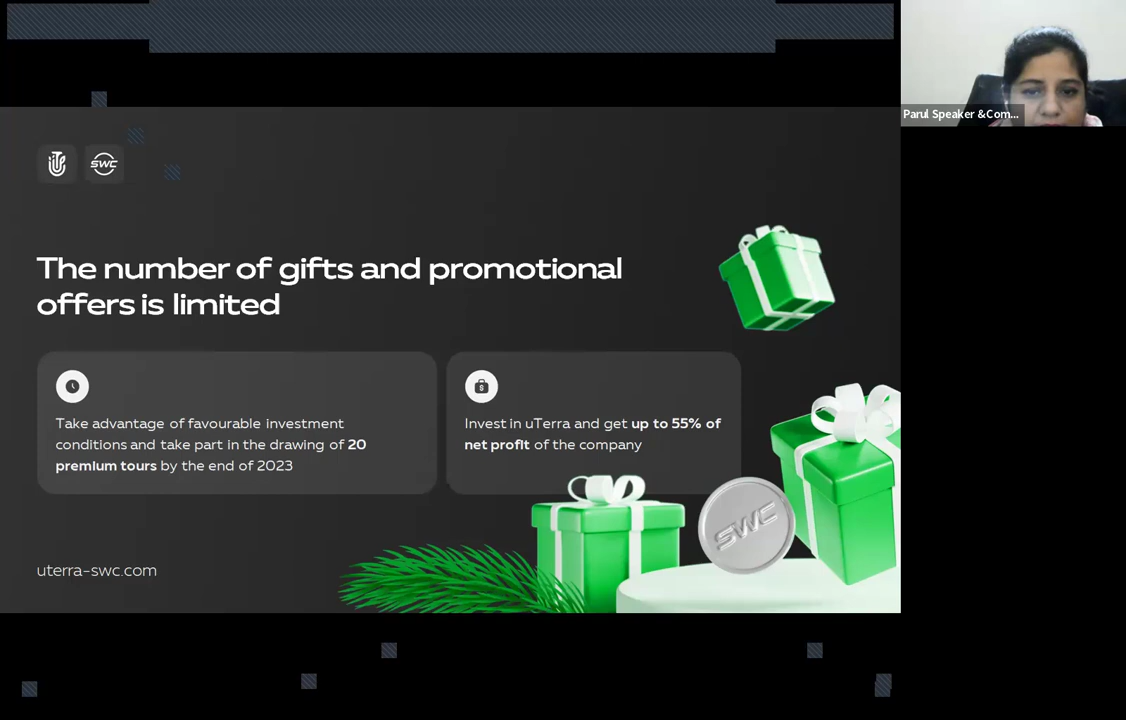 Parul Speaker &Com...
SWC
The number of gifts and promotional
offers is limited
Take advantage of favourable investment
conditions and take part in the drawing of 20
premium tours by the end of 2023
$
Invest in uTerra and get up to 55% of
net profit of the company
SWC
uterra-swc.com